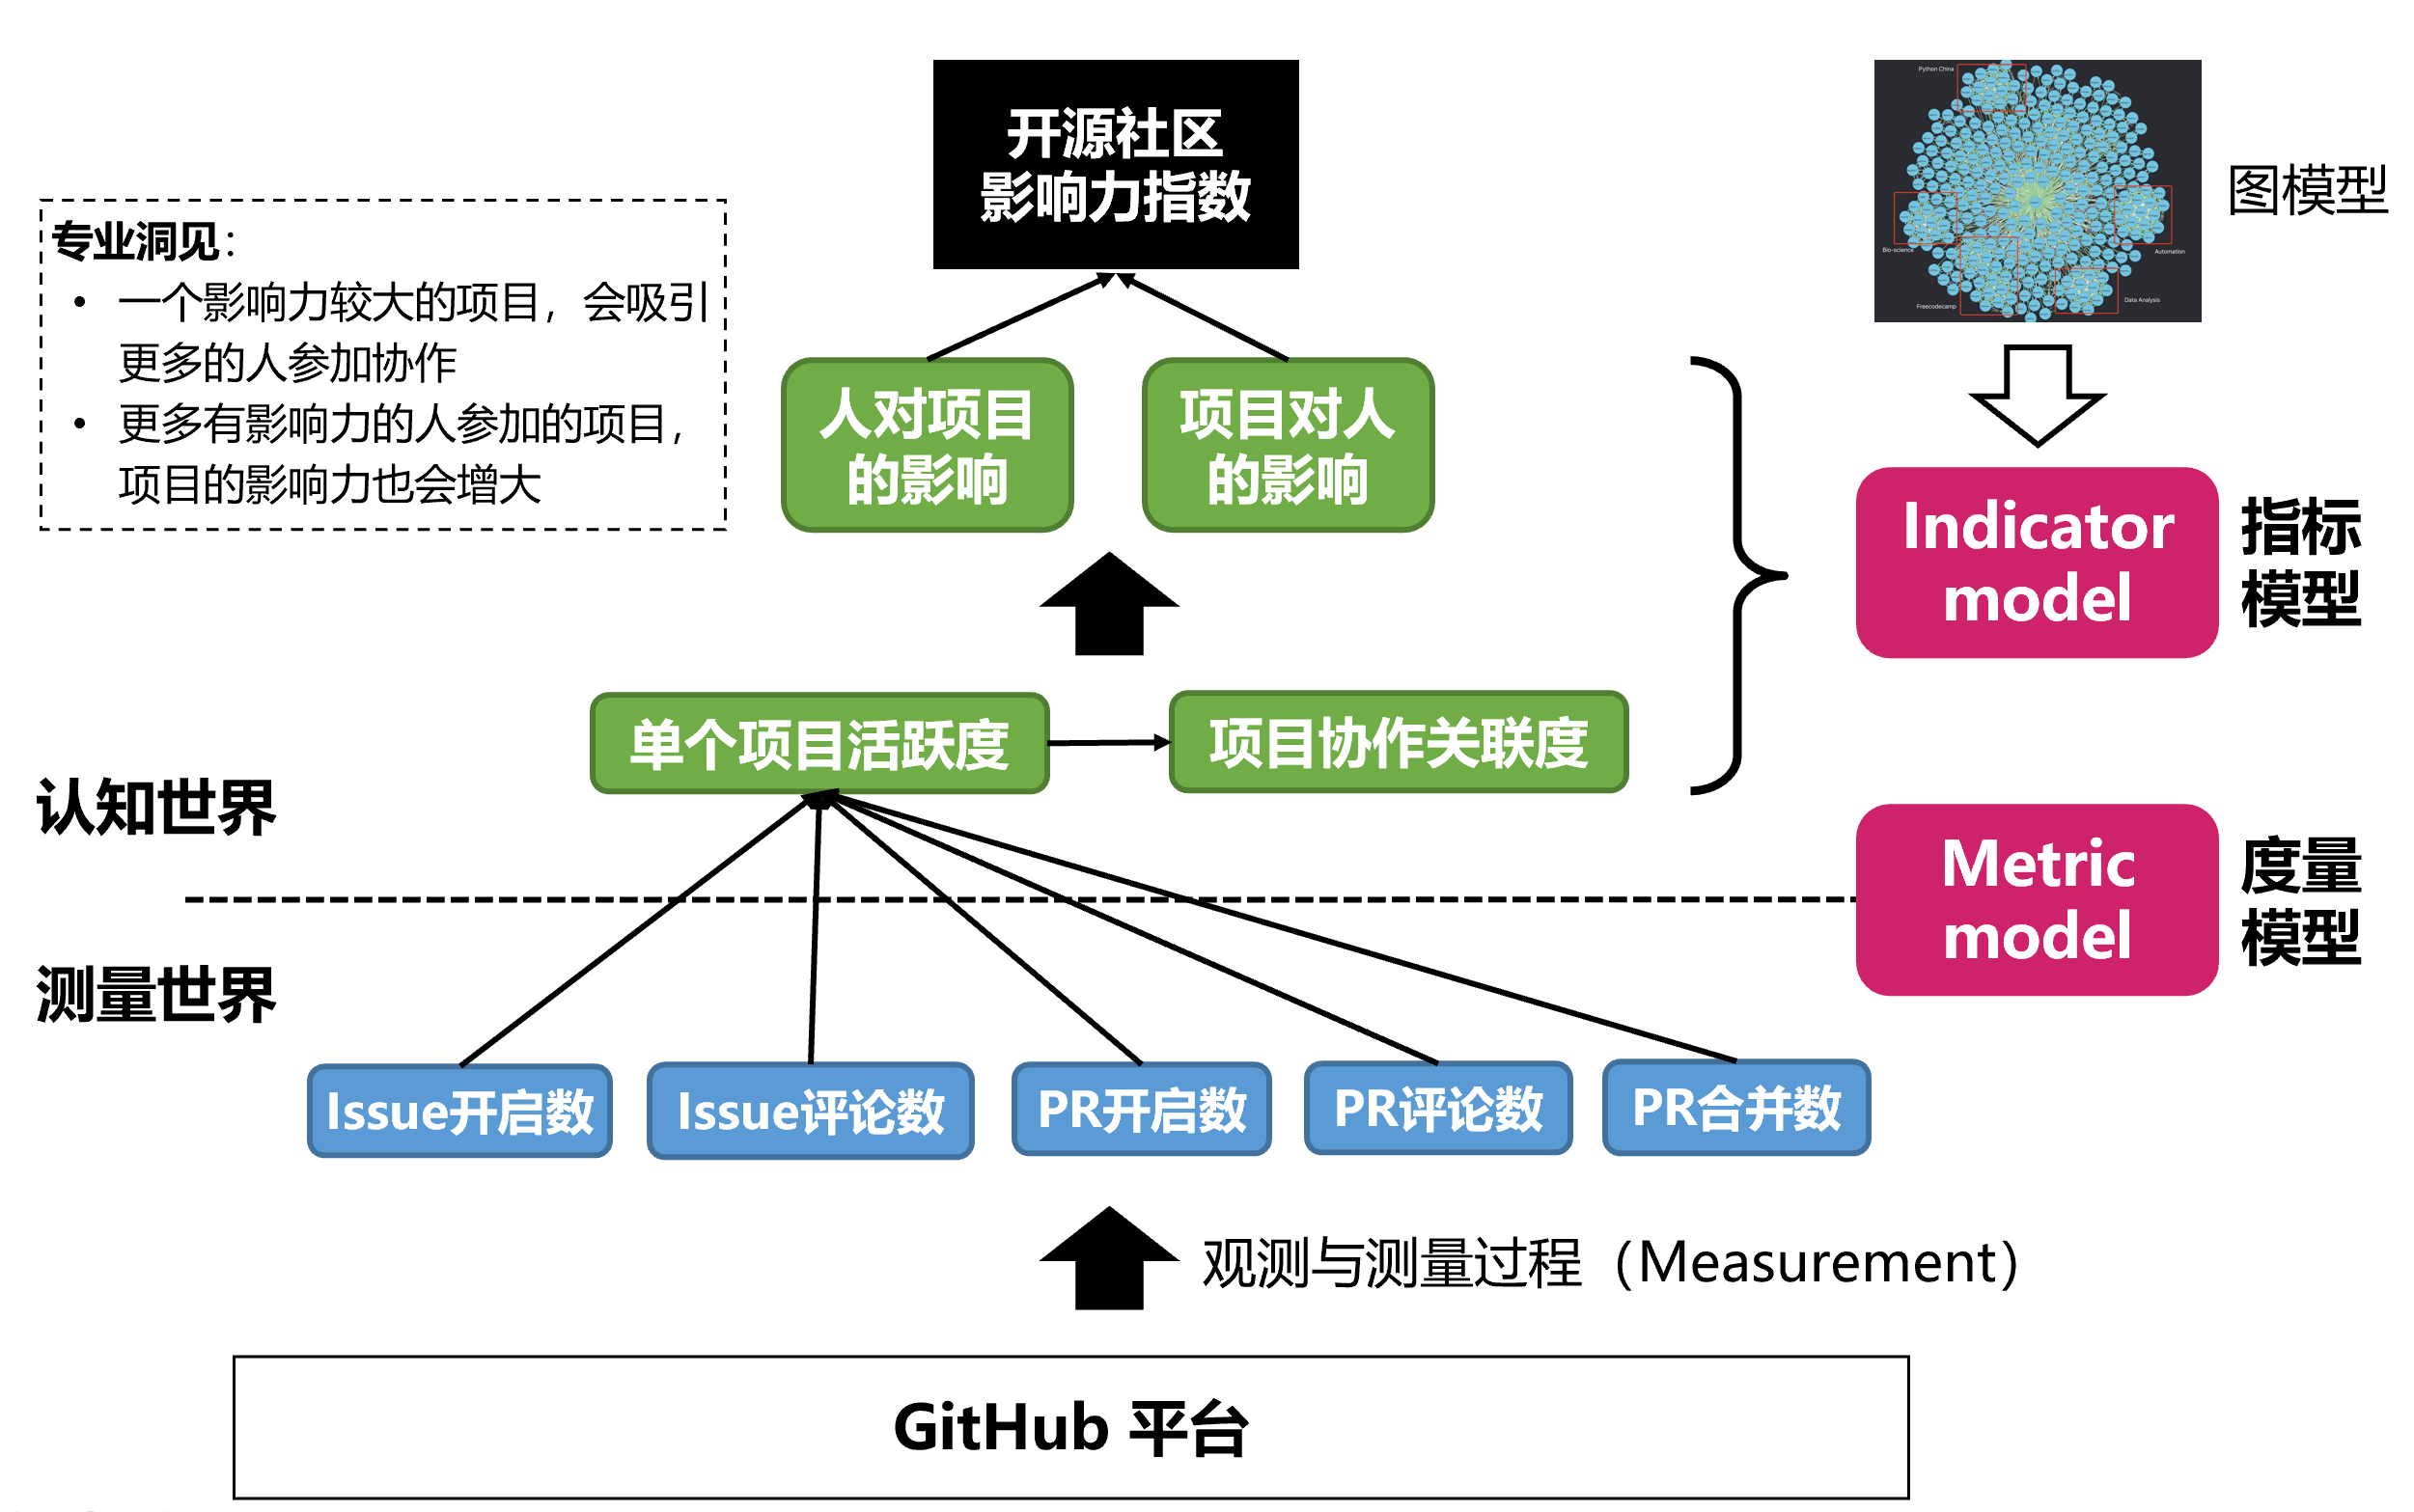 开源社区
影响力指数
专业洞见：
• 一个影响力较大的项目，会吸引
更多的人参加协作
• 更多有影响力的人参加的项目，
项目的影响力也会增大
人对项目
的影响
项目对人
的影响
Python China
Bio-science
Automation
Freecodecamp
Data Analysis
图模型
Indicator
model
指标
模型
单个项目活跃度
项目协作关联度
认知世界
Metric
model
度量
模型
测量世界
Issue开启数
Issue评论数
PR开启数
PR评论数
PR合并数
观测与测量过程（Measurement）
GitHub 平台